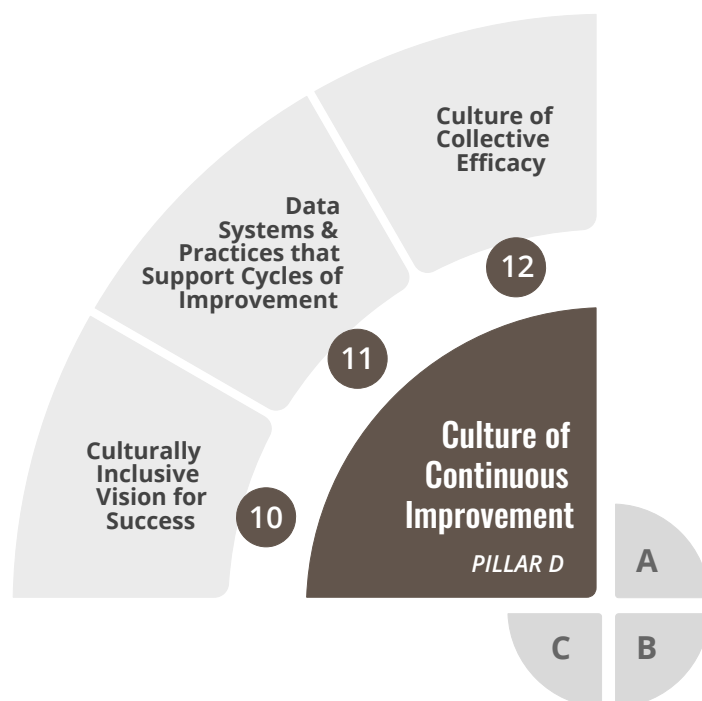 Culture of
Collective
Efficacy
12
Data
Systems &
Practices that
Support Cycles of
Improvement
11
Culturally
Inclusive
Vision for
Success
10
Culture of
Continuous
Improvement
PILLAR D
A
C
B